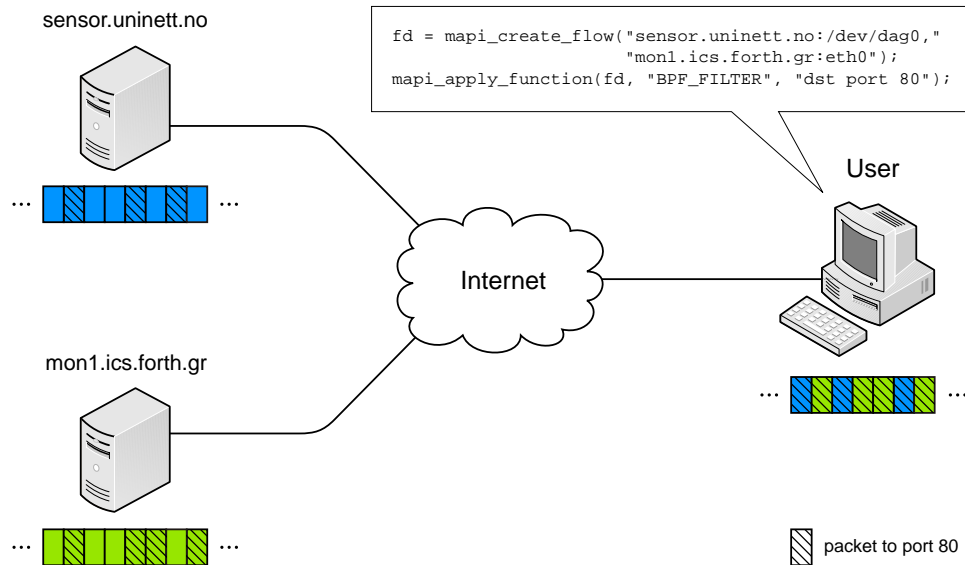 sensor.uninett.no
fd = mapi_create_flow("sensor.uninett.no:/dev/dag0,"
"mon1.ics.forth.gr:eth0");
mapi_apply_function(fd, "BPF_FILTER", "dst port 80");
User
...
...
Internet
mon1.ics.forth.gr
...
...
...
...
packet to port 80